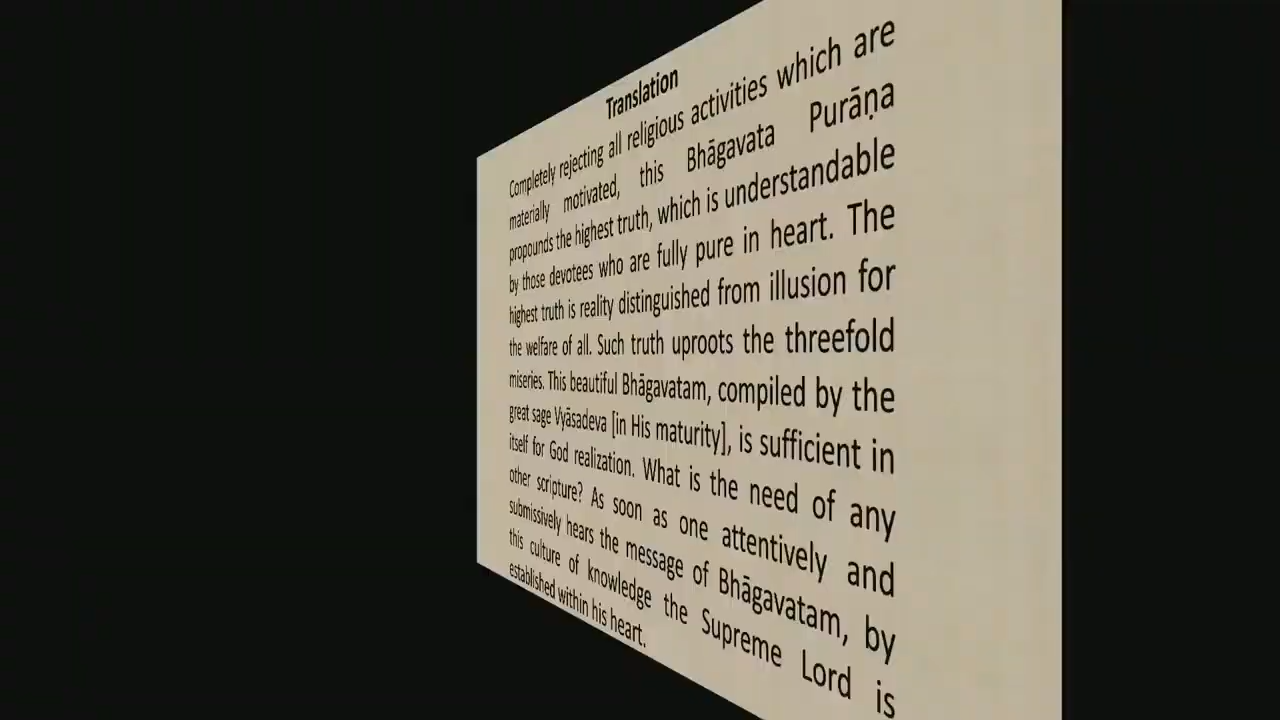 Translation
Completely rejecting all religious activities which are
materially motivated, this Bhāgavata Purāṇa
propounds the highest truth, which is understandable
by those devotees who are fully pure in heart. The
highest truth is reality distinguished from illusion for
the welfare of all. Such truth uproots the threefold
miseries. This beautiful Bhāgavatam, compiled by the
great sage Vyāsadeva [in His maturity], is sufficient in
itself for God realization. What is the need of any
other scripture? As soon as one attentively and
submissively hears the message of Bhāgavatam, by
this culture of knowledge the Supreme Lord is
established within his heart.